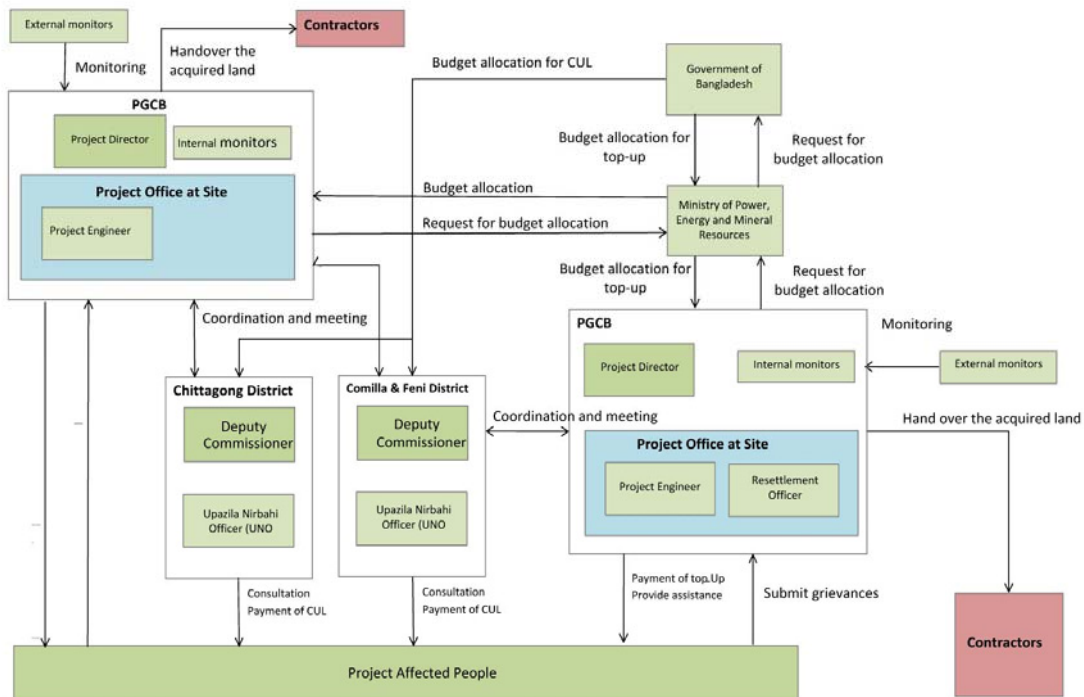 External monitors
Contractors
Monitoring
Handover the
acquired land
PGCB
Project Director
Internal monitors
Project Office at Site
Project Engineer
Budget allocation for CUL
Government of
Bangladesh
Budget allocation for
top-up
Request for
budget allocation
Budget allocation
Request for budget allocation
Ministry of Power,
Energy and Mineral
Resources
Budget allocation for
top-up
Request for
budget allocation
Coordination and meeting
Chittagong District
Deputy
Commissioner
Upazila Nirbahi
Officer (UNO
Comilla & Feni District
Deputy
Commissioner
Upazila Nirbahi
Officer (UNO
Coordination and meeting
PGCB
Project Director
Internal monitors
Monitoring
External monitors
Project Office at Site
Project Engineer
Resettlement
Officer
Hand over the acquired land
Contractors
Consultation
Payment of CUL
Consultation
Payment of CUL
Payment of top.Up
Provide assistance
Submit grievances
Project Affected People